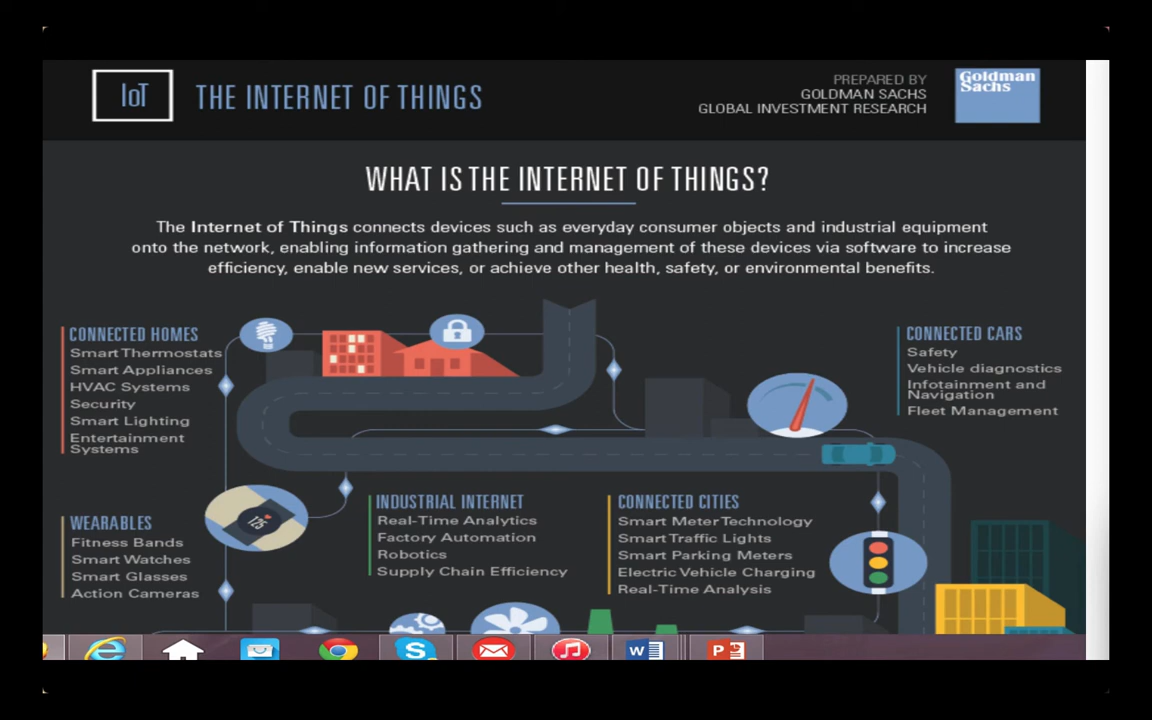 IoT
THE INTERNET OF THINGS
PREPARED BY
GOLDMAN SACHS
GLOBAL INVESTMENT RESEARCH
Goldman
Sachs
WHAT IS THE INTERNET OF THINGS?
The Internet of Things connects devices such as everyday consumer objects and industrial equipment
onto the network, enabling information gathering and management of these devices via software to increase
efficiency, enable new services, or achieve other health, safety, or environmental benefits.
CONNECTED HOMES
Smart Thermostats
Smart Appliances
HVAC Systems
Security
Smart Lighting
Entertainment
Systems
CONNECTED CARS
Safety
Vehicle diagnostics
Infotainment and
Navigation
Fleet Management
WEARABLES
Fitness Bands
Smart Watches
Smart Glasses
Action Cameras
175
INDUSTRIAL INTERNET
Real-Time Analytics
Factory Automation
Robotics
Supply Chain Efficiency
CONNECTED CITIES
Smart Meter Technology
Smart Traffic Lights
Smart Parking Meters
Electric Vehicle Charging
Real-Time Analysis
S
W
P